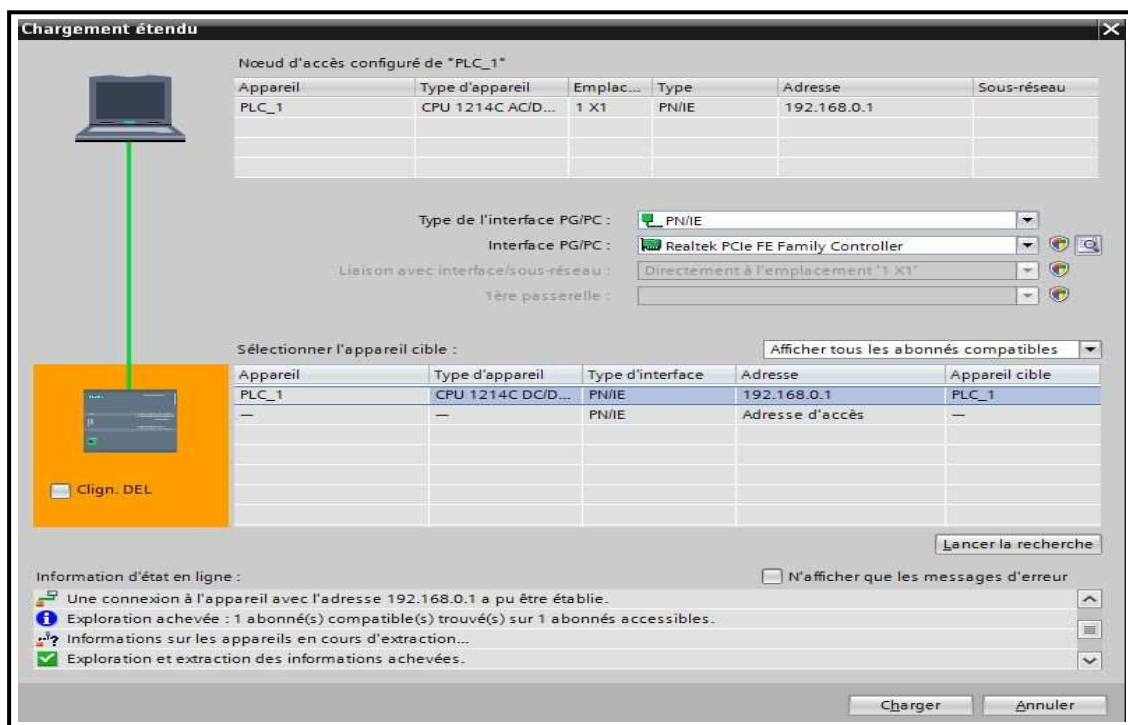 Chargement étendu
Nœud d'accès configuré de "PLC_1"
Appareil Type d'appareil Emplac... Type Adresse Sous-réseau
PLC_1 CPU 1214C AC/D... 1 X1 PN/IE 192.168.0.1
Type de l'interface PG/PC : PN/IE
Interface PG/PC : Realtek PCIe FE Family Controller
Liaison avec interface/sous-réseau : Directement à l'emplacement '1 X1'
1ère passerelle :
Sélectionner l'appareil cible : Afficher tous les abonnés compatibles
Appareil Type d'appareil Type d'interface Adresse Appareil cible
PLC_1 CPU 1214C DC/D... PN/IE 192.168.0.1 PLC_1
— — PN/IE Adresse d'accès —
Clign. DEL
Lancer la recherche
Information d'état en ligne : N'afficher que les messages d'erreur
Une connexion à l'appareil avec l'adresse 192.168.0.1 a pu être établie.
Exploration achevée : 1 abonné(s) compatible(s) trouvé(s) sur 1 abonnés accessibles.
Informations sur les appareils en cours d'extraction...
Exploration et extraction des informations achevées.
Charger Annuler